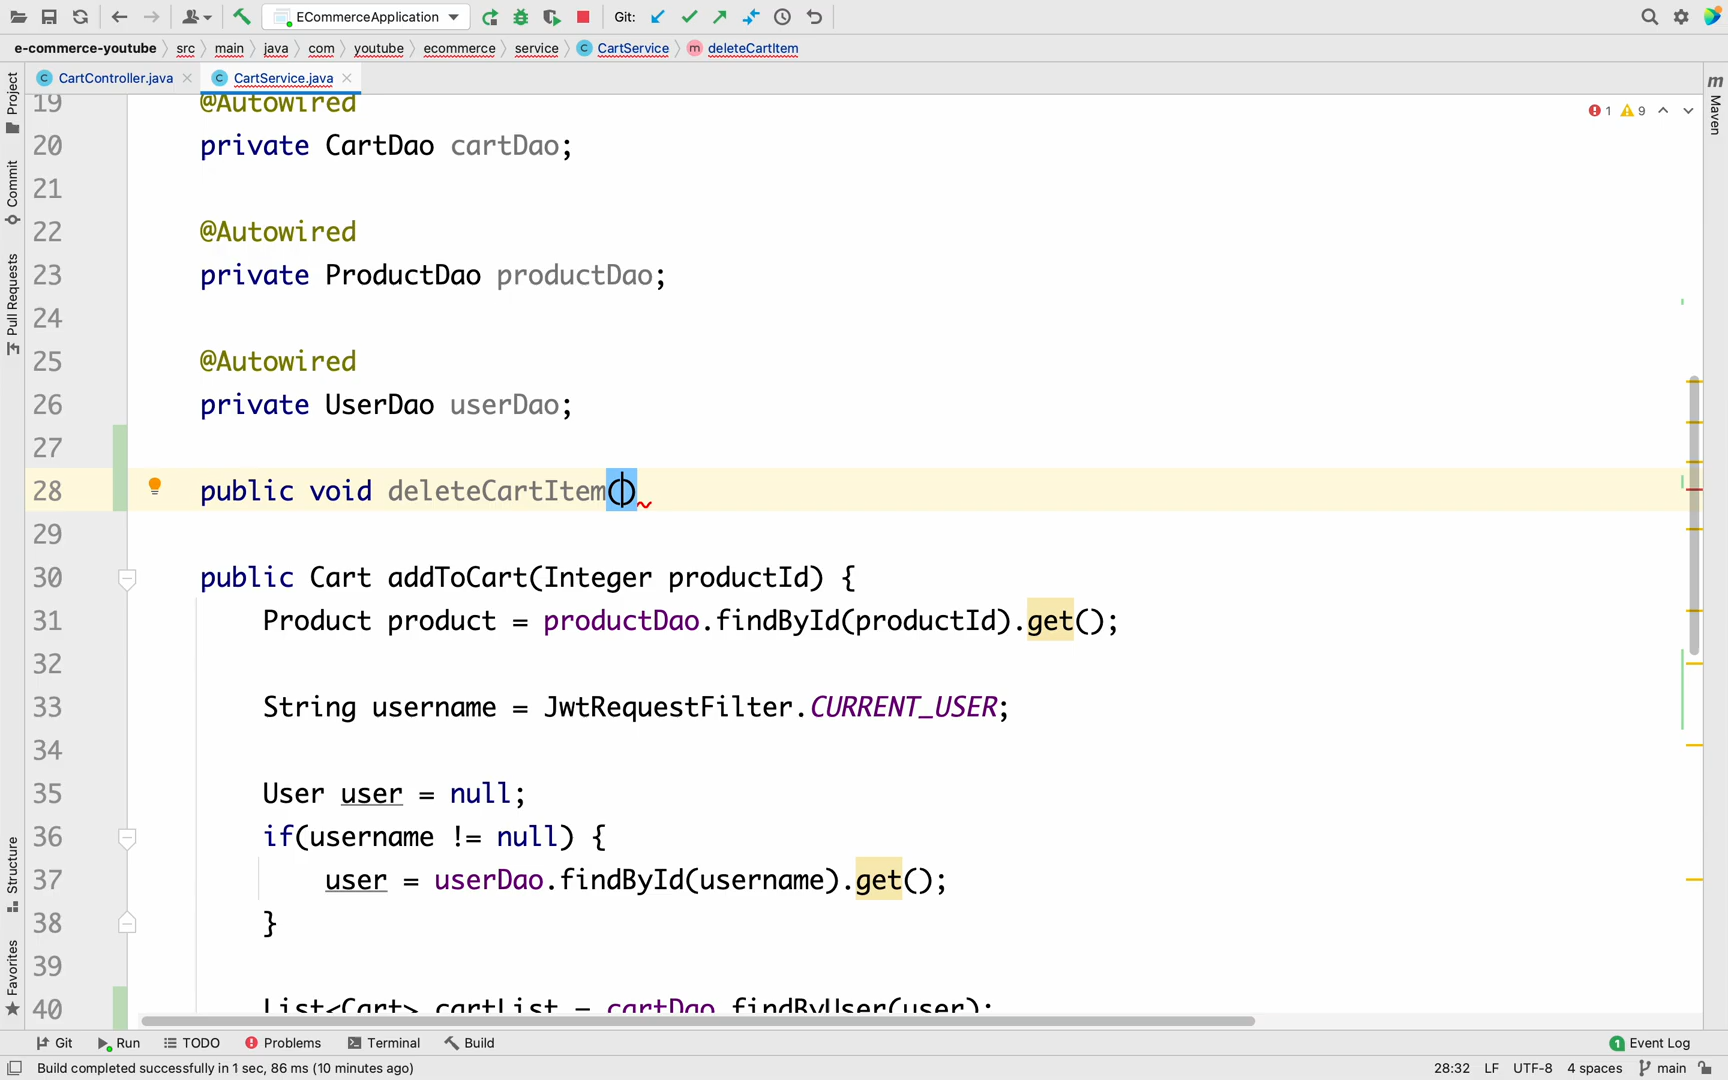 ECommerceApplication
Git:
e-commerce-youtube
src
main
java
com
youtube
ecommerce
service
CartService
deleteCartItem
CartController.java
CartService.java
Project
Commit
Pull Requests
Structure
Favorites
m
Maven
1
9
19 @Autowired
20 private CartDao cartDao;
21
22 @Autowired
23 private ProductDao productDao;
24
25 @Autowired
26 private UserDao userDao;
27
28 public void deleteCartItem()
29
30 public Cart addToCart(Integer productId) {
31 Product product = productDao.findById(productId).get();
32
33 String username = JwtRequestFilter.CURRENT_USER;
34
35 User user = null;
36 if(username != null) {
37 user = userDao.findById(username).get();
38 }
39
40 List<Cart> cartList = cartDao.findByUser(user);
Git
Run
TODO
Problems
Terminal
Build
1 Event Log
Build completed successfully in 1 sec, 86 ms (10 minutes ago)
28:32
LF
UTF-8
4 spaces
main